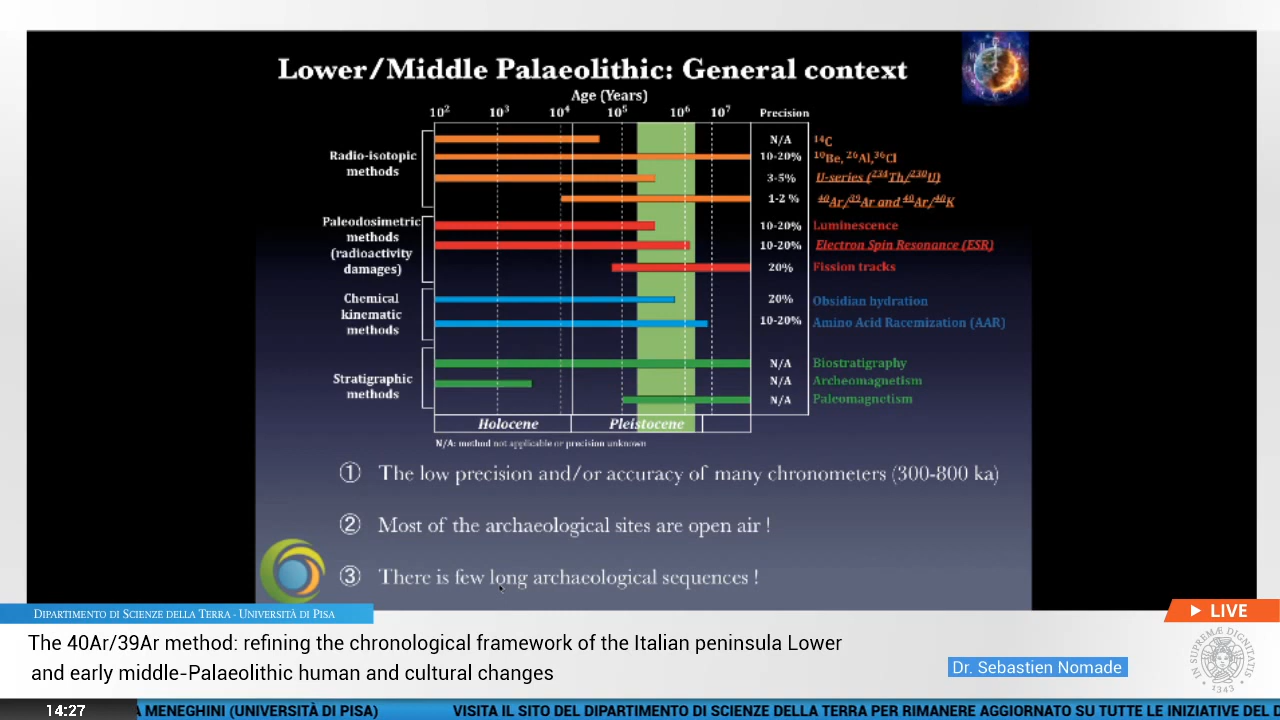 Lower/Middle Palaeolithic: General context
Age (Years)
10² 10³ 10⁴ 10⁵ 10⁶ 10⁷ Precision
Radio-isotopic
methods
N/A ¹⁴C
10-20% ¹⁰Be, ²⁶Al, ³⁶Cl
3-5% U-series (²³⁴Th/²³⁰U)
1-2 % ⁴⁰Ar/³⁹Ar and ⁴⁰Ar/⁴⁰K
Paleodosimetric
methods
(radioactivity
damages)
10-20% Luminescence
10-20% Electron Spin Resonance (ESR)
20% Fission tracks
Chemical
kinematic
methods
20% Obsidian hydration
10-20% Amino Acid Racemization (AAR)
Stratigraphic
methods
N/A Biostratigraphy
N/A Archeomagnetism
N/A Paleomagnetism
Holocene Pleistocene
N/A: method not applicable or precision unknown
① The low precision and/or accuracy of many chronometers (300-800 ka)
② Most of the archaeological sites are open air !
③ There is few long archaeological sequences !
DIPARTIMENTO DI SCIENZE DELLA TERRA - UNIVERSITÀ DI PISA
LIVE
The 40Ar/39Ar method: refining the chronological framework of the Italian peninsula Lower
and early middle-Palaeolithic human and cultural changes
Dr. Sebastien Nomade
IN SUPREMÆ DIGNITATIS
1343
14:27 A MENEGHINI (UNIVERSITÀ DI PISA) VISITA IL SITO DEL DIPARTIMENTO DI SCIENZE DELLA TERRA PER RIMANERE AGGIORNATO SU TUTTE LE INIZIATIVE DEL D